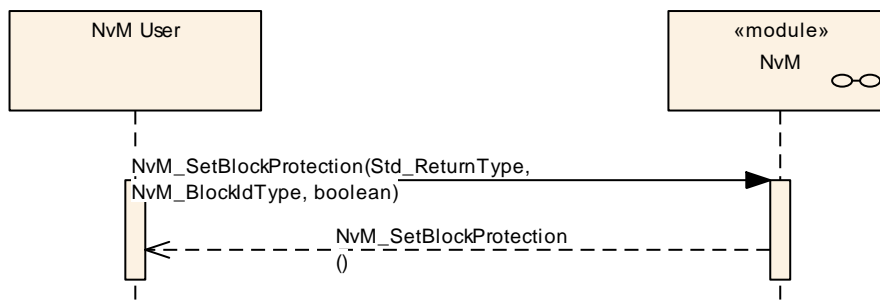 NvM User
«module»
NvM
NvM_SetBlockProtection(Std_ReturnType,
NvM_BlockIdType, boolean)
NvM_SetBlockProtection
()